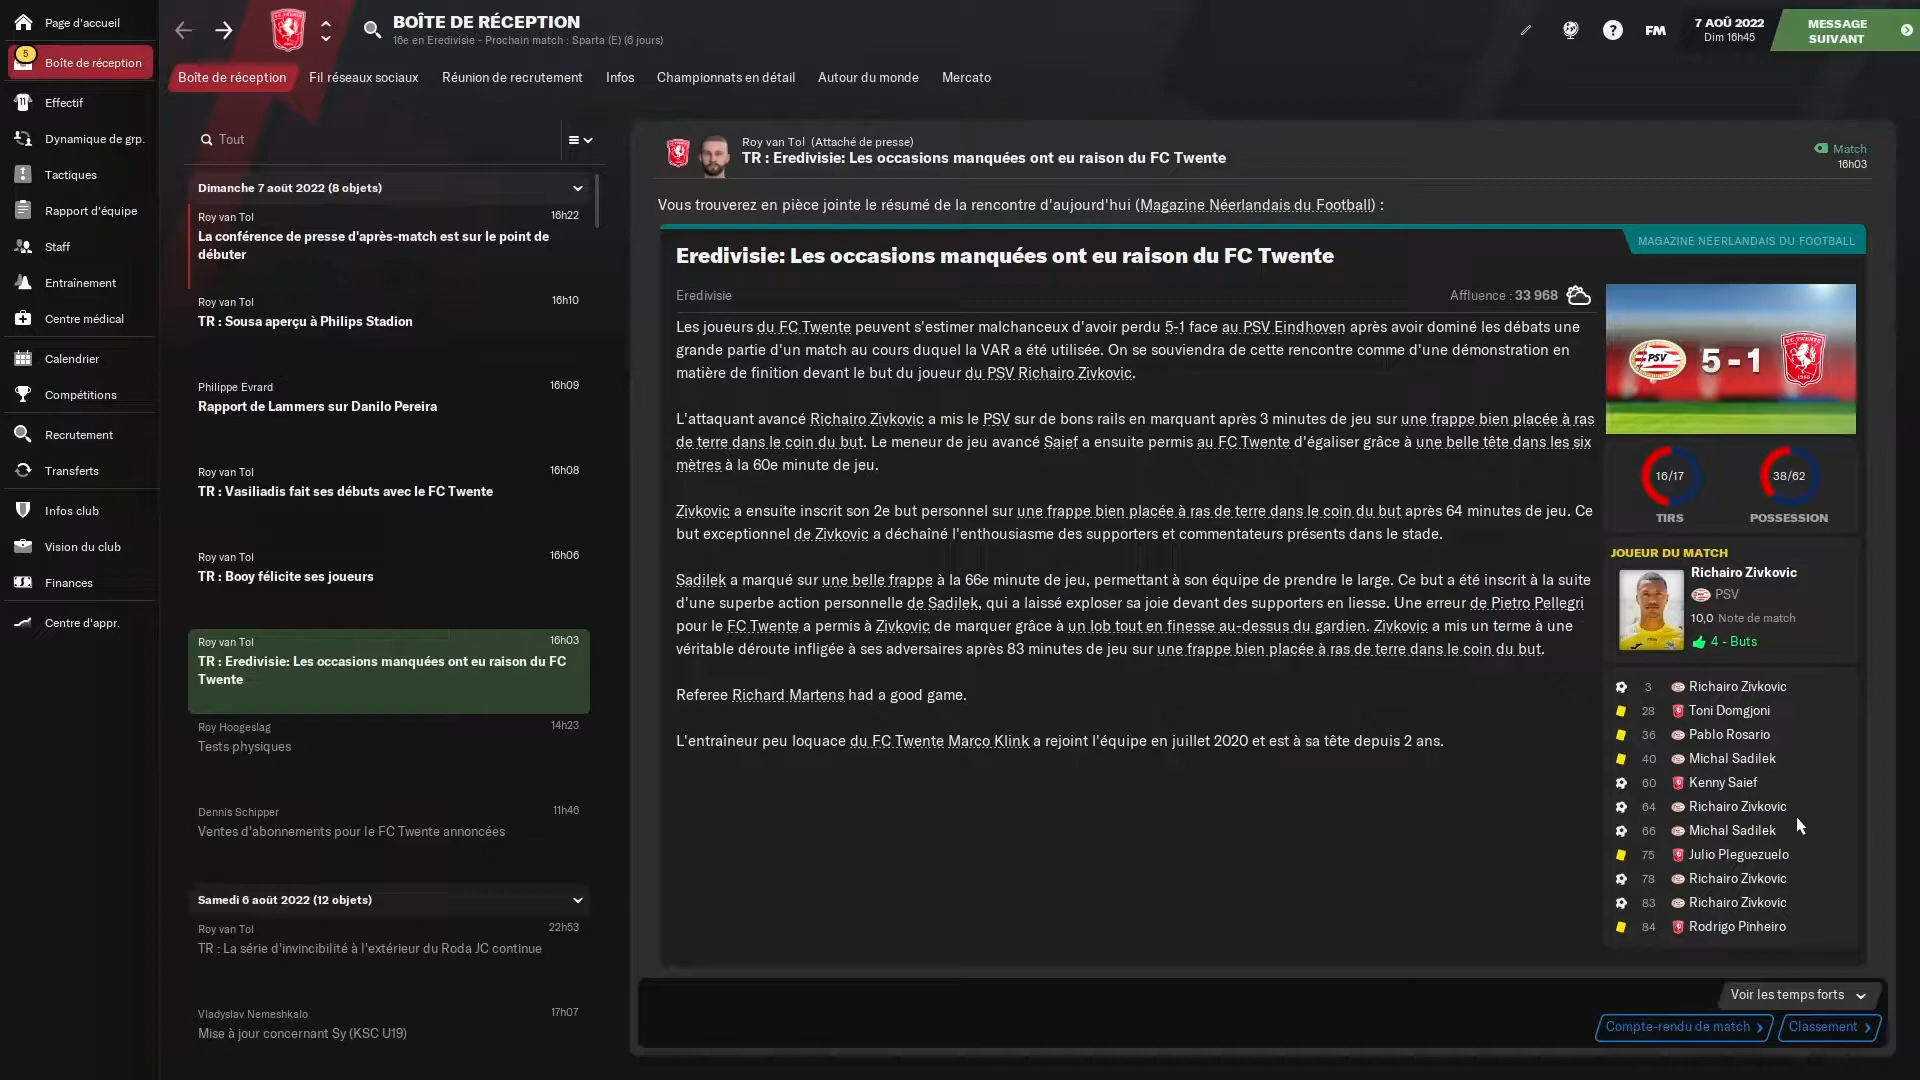 Page d'accueil
5
Boîte de réception
Effectif
Dynamique de grp.
Tactiques
Rapport d'équipe
Staff
Entraînement
Centre médical
Calendrier
Compétitions
Recrutement
Transferts
Infos club
Vision du club
Finances
Centre d'appr.
BOÎTE DE RÉCEPTION
16e en Eredivisie - Prochain match : Sparta (E) (6 jours)
FM
7 AOÛ 2022
Dim 16h45
MESSAGE
SUIVANT
Boîte de réception
Fil réseaux sociaux
Réunion de recrutement
Infos
Championnats en détail
Autour du monde
Mercato
Tout
Dimanche 7 août 2022 (8 objets)
Roy van Tol 16h22
La conférence de presse d'après-match est sur le point de
débuter
Roy van Tol 16h10
TR : Sousa aperçu à Philips Stadion
Philippe Evrard 16h09
Rapport de Lammers sur Danilo Pereira
Roy van Tol 16h08
TR : Vasiliadis fait ses débuts avec le FC Twente
Roy van Tol 16h06
TR : Booy félicite ses joueurs
Roy van Tol 16h03
TR : Eredivisie: Les occasions manquées ont eu raison du FC
Twente
Roy Hoogeslag 14h23
Tests physiques
Dennis Schipper 11h46
Ventes d'abonnements pour le FC Twente annoncées
Samedi 6 août 2022 (12 objets)
Roy van Tol 22h53
TR : La série d'invincibilité à l'extérieur du Roda JC continue
Vladyslav Nemeshkalo 17h07
Mise à jour concernant Sy (KSC U19)
Roy van Tol (Attaché de presse)
TR : Eredivisie: Les occasions manquées ont eu raison du FC Twente
Match
16h03
Vous trouverez en pièce jointe le résumé de la rencontre d'aujourd'hui (Magazine Néerlandais du Football) :
MAGAZINE NÉERLANDAIS DU FOOTBALL
Eredivisie: Les occasions manquées ont eu raison du FC Twente
Eredivisie Affluence : 33 968
Les joueurs du FC Twente peuvent s'estimer malchanceux d'avoir perdu 5-1 face au PSV Eindhoven après avoir dominé les débats une
grande partie d'un match au cours duquel la VAR a été utilisée. On se souviendra de cette rencontre comme d'une démonstration en
matière de finition devant le but du joueur du PSV Richairo Zivkovic.
L'attaquant avancé Richairo Zivkovic a mis le PSV sur de bons rails en marquant après 3 minutes de jeu sur une frappe bien placée à ras
de terre dans le coin du but. Le meneur de jeu avancé Saief a ensuite permis au FC Twente d'égaliser grâce à une belle tête dans les six
mètres à la 60e minute de jeu.
Zivkovic a ensuite inscrit son 2e but personnel sur une frappe bien placée à ras de terre dans le coin du but après 64 minutes de jeu. Ce
but exceptionnel de Zivkovic a déchaîné l'enthousiasme des supporters et commentateurs présents dans le stade.
Sadilek a marqué sur une belle frappe à la 66e minute de jeu, permettant à son équipe de prendre le large. Ce but a été inscrit à la suite
d'une superbe action personnelle de Sadilek, qui a laissé exploser sa joie devant des supporters en liesse. Une erreur de Pietro Pellegri
pour le FC Twente a permis à Zivkovic de marquer grâce à un lob tout en finesse au-dessus du gardien. Zivkovic a mis un terme à une
véritable déroute infligée à ses adversaires après 83 minutes de jeu sur une frappe bien placée à ras de terre dans le coin du but.
Referee Richard Martens had a good game.
L'entraîneur peu loquace du FC Twente Marco Klink a rejoint l'équipe en juillet 2020 et est à sa tête depuis 2 ans.
PSV 5 - 1
16/17 38/62
TIRS POSSESSION
JOUEUR DU MATCH
Richairo Zivkovic
PSV
10,0 Note de match
4 - Buts
3 Richairo Zivkovic
28 Toni Domgjoni
36 Pablo Rosario
40 Michal Sadilek
60 Kenny Saief
64 Richairo Zivkovic
66 Michal Sadilek
75 Julio Pleguezuelo
78 Richairo Zivkovic
83 Richairo Zivkovic
84 Rodrigo Pinheiro
Voir les temps forts
Compte-rendu de match
Classement